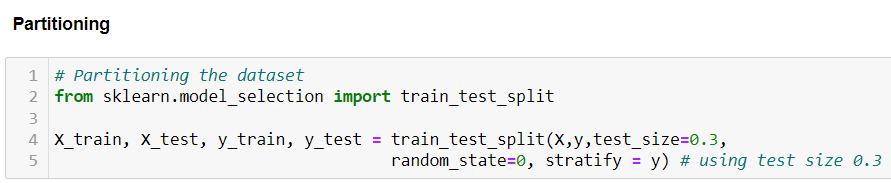 Partitioning
1 # Partitioning the dataset
2 from sklearn.model_selection import train_test_split
3
4 X_train, X_test, y_train, y_test = train_test_split(X,y,test_size=0.3,
5 random_state=0, stratify = y) # using test size 0.3